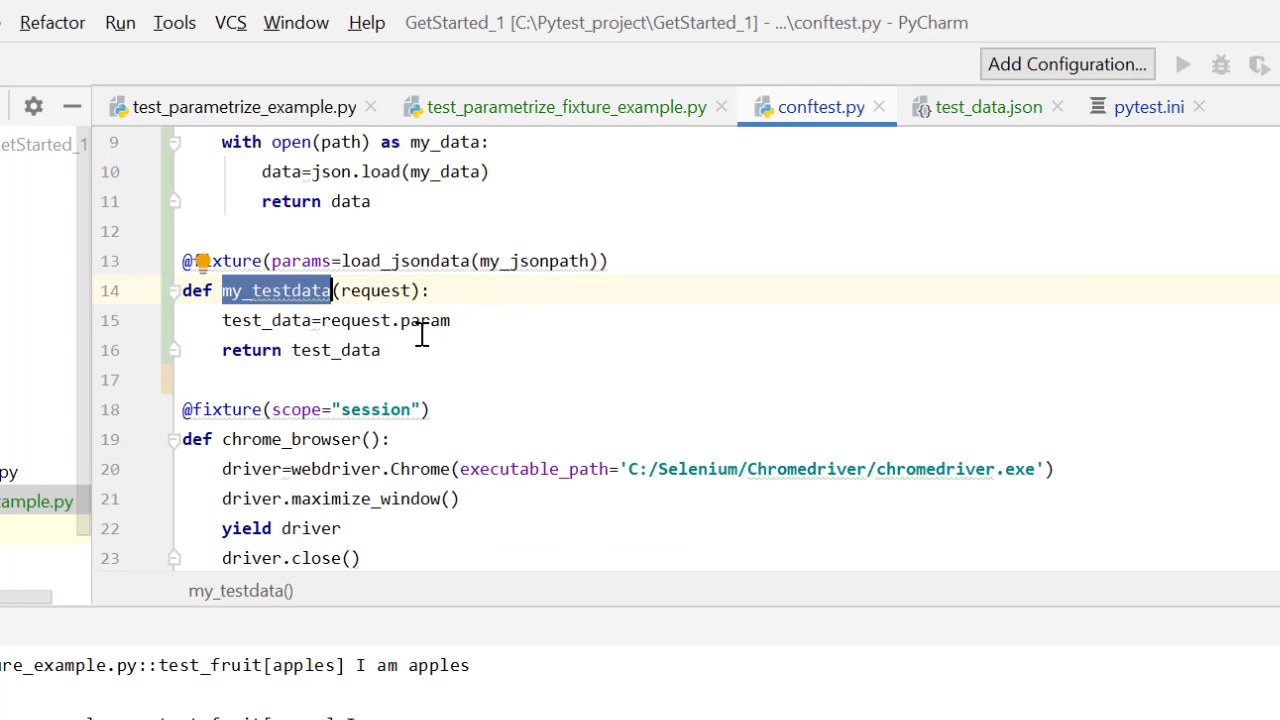 Refactor Run Tools VCS Window Help GetStarted_1 [C:\Pytest_project\GetStarted_1] - ...\conftest.py - PyCharm
Add Configuration...
test_parametrize_example.py test_parametrize_fixture_example.py conftest.py test_data.json pytest.ini
etStarted_1
9 with open(path) as my_data:
10 data=json.load(my_data)
11 return data
12
13 @fixture(params=load_jsondata(my_jsonpath))
14 def my_testdata(request):
15 test_data=request.param
16 return test_data
17
18 @fixture(scope="session")
19 def chrome_browser():
20 driver=webdriver.Chrome(executable_path='C:/Selenium/Chromedriver/chromedriver.exe')
21 driver.maximize_window()
22 yield driver
23 driver.close()
py
ample.py
my_testdata()
ure_example.py::test_fruit[apples] I am apples